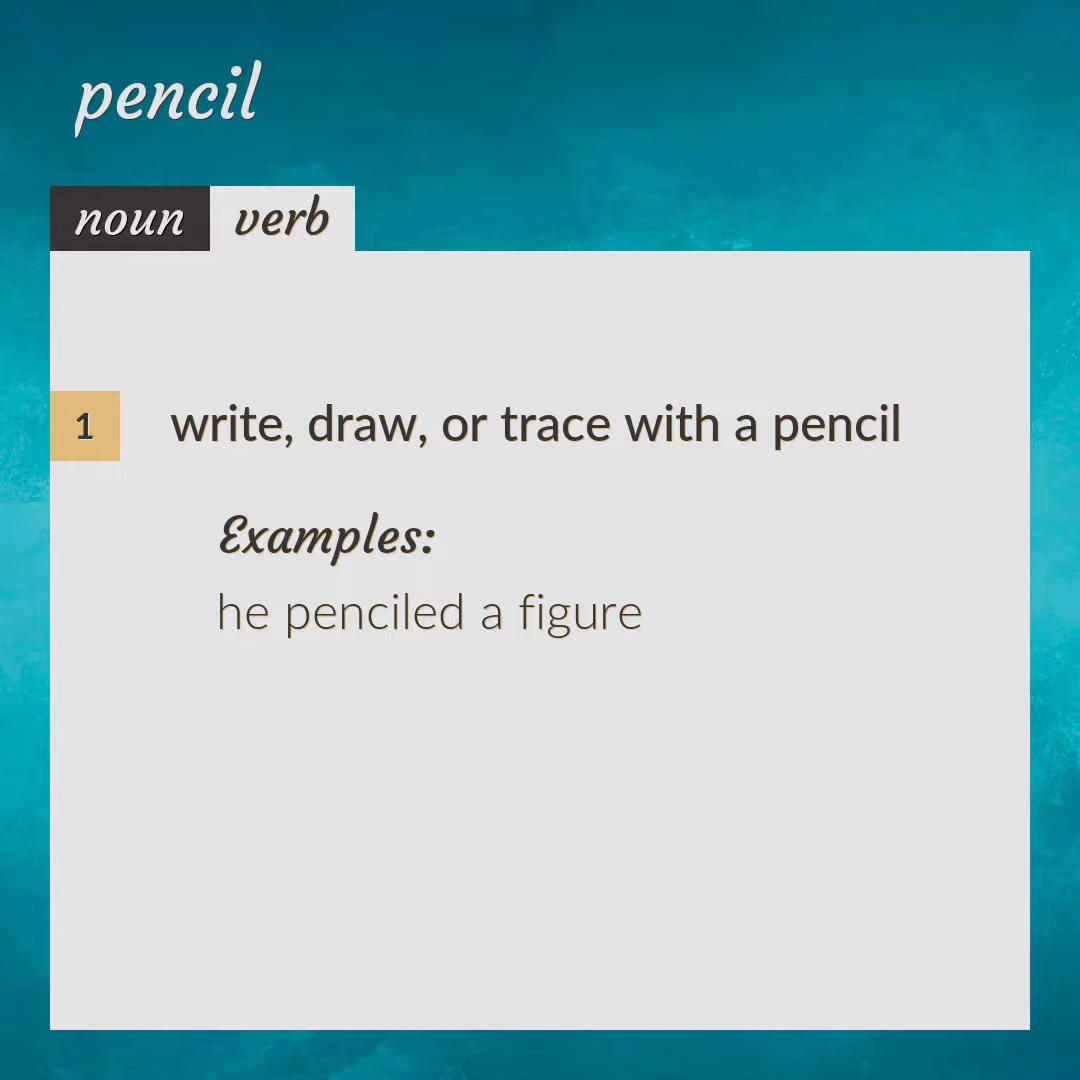 pencil
noun verb
1 write, draw, or trace with a pencil
Examples:
he penciled a figure